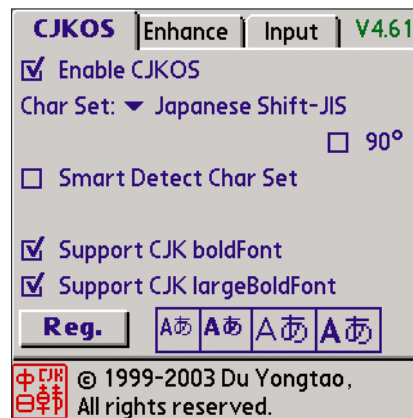 CJKOS Enhance Input V4.61
Enable CJKOS
Char Set: Japanese Shift-JIS
90°
Smart Detect Char Set
Support CJK boldFont
Support CJK largeBoldFont
Reg. Aあ Aあ Aあ Aあ
中日韩 CJK
© 1999-2003 Du Yongtao,
All rights reserved.